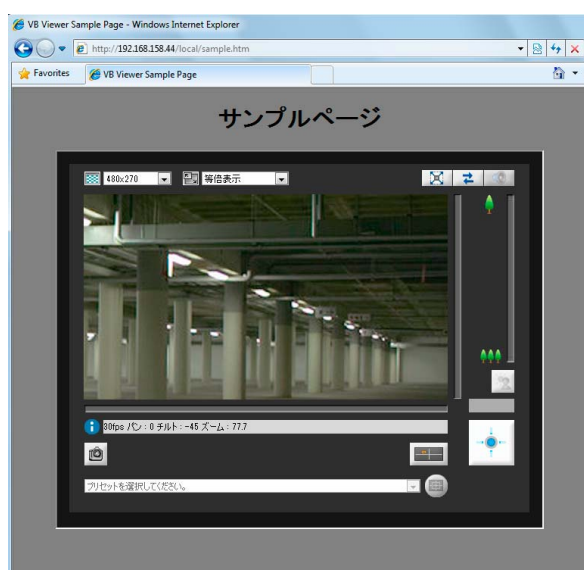 VB Viewer Sample Page - Windows Internet Explorer
http://192.168.158.44/local/sample.htm
Favorites
VB Viewer Sample Page
サンプルページ
480x270
等倍表示
30fps パン : 0 チルト : -45 ズーム : 77.7
プリセットを選択してください。